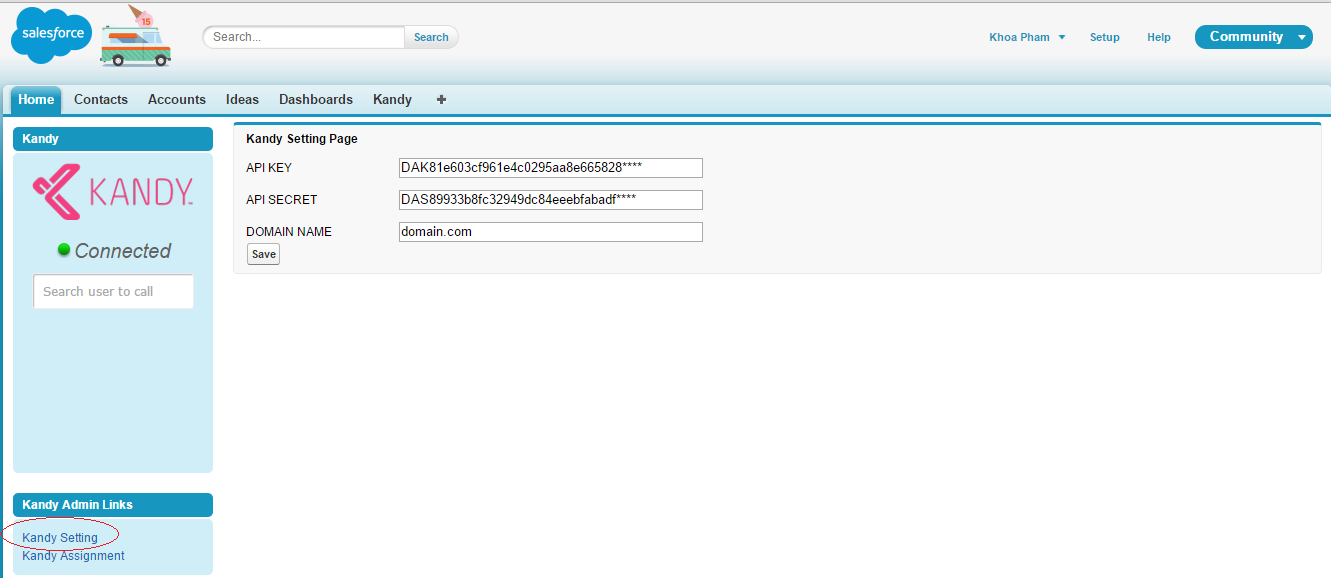 salesforce
15
Search...
Search
Khoa Pham
Setup
Help
Community
Home Contacts Accounts Ideas Dashboards Kandy +
Kandy
KANDY™
Connected
Search user to call
Kandy Setting Page
API KEY DAK81e603cf961e4c0295aa8e665828****
API SECRET DAS89933b8fc32949dc84eeebfabadf****
DOMAIN NAME domain.com
Save
Kandy Admin Links
Kandy Setting
Kandy Assignment